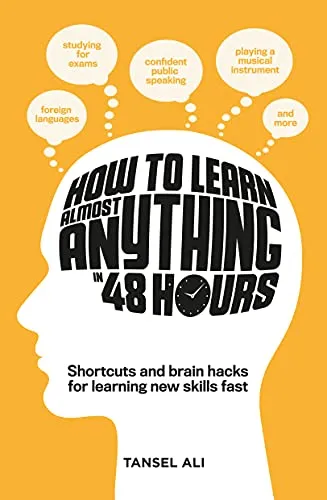 studying
for
exams
confident
public
speaking
playing a
musical
instrument
foreign
languages
and
more
HOW TO LEARN
ALMOST
ANYTHING
IN 48 HOURS
Shortcuts and brain hacks
for learning new skills fast
TANSEL ALI